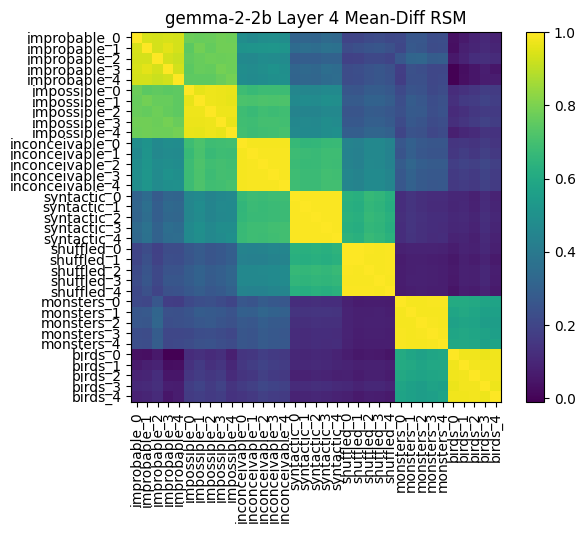 gemma-2-2b Layer 4 Mean-Diff RSM
improbable_0
improbable_1
improbable_2
improbable_3
improbable_4
impossible_0
impossible_1
impossible_2
impossible_3
impossible_4
inconceivable_0
inconceivable_1
inconceivable_2
inconceivable_3
inconceivable_4
syntactic_0
syntactic_1
syntactic_2
syntactic_3
syntactic_4
shuffled_0
shuffled_1
shuffled_2
shuffled_3
shuffled_4
monsters_0
monsters_1
monsters_2
monsters_3
monsters_4
birds_0
birds_1
birds_2
birds_3
birds_4
improbable_0
improbable_1
improbable_2
improbable_3
improbable_4
impossible_0
impossible_1
impossible_2
impossible_3
impossible_4
inconceivable_0
inconceivable_1
inconceivable_2
inconceivable_3
inconceivable_4
syntactic_0
syntactic_1
syntactic_2
syntactic_3
syntactic_4
shuffled_0
shuffled_1
shuffled_2
shuffled_3
shuffled_4
monsters_0
monsters_1
monsters_2
monsters_3
monsters_4
birds_0
birds_1
birds_2
birds_3
birds_4
1.0
0.8
0.6
0.4
0.2
0.0